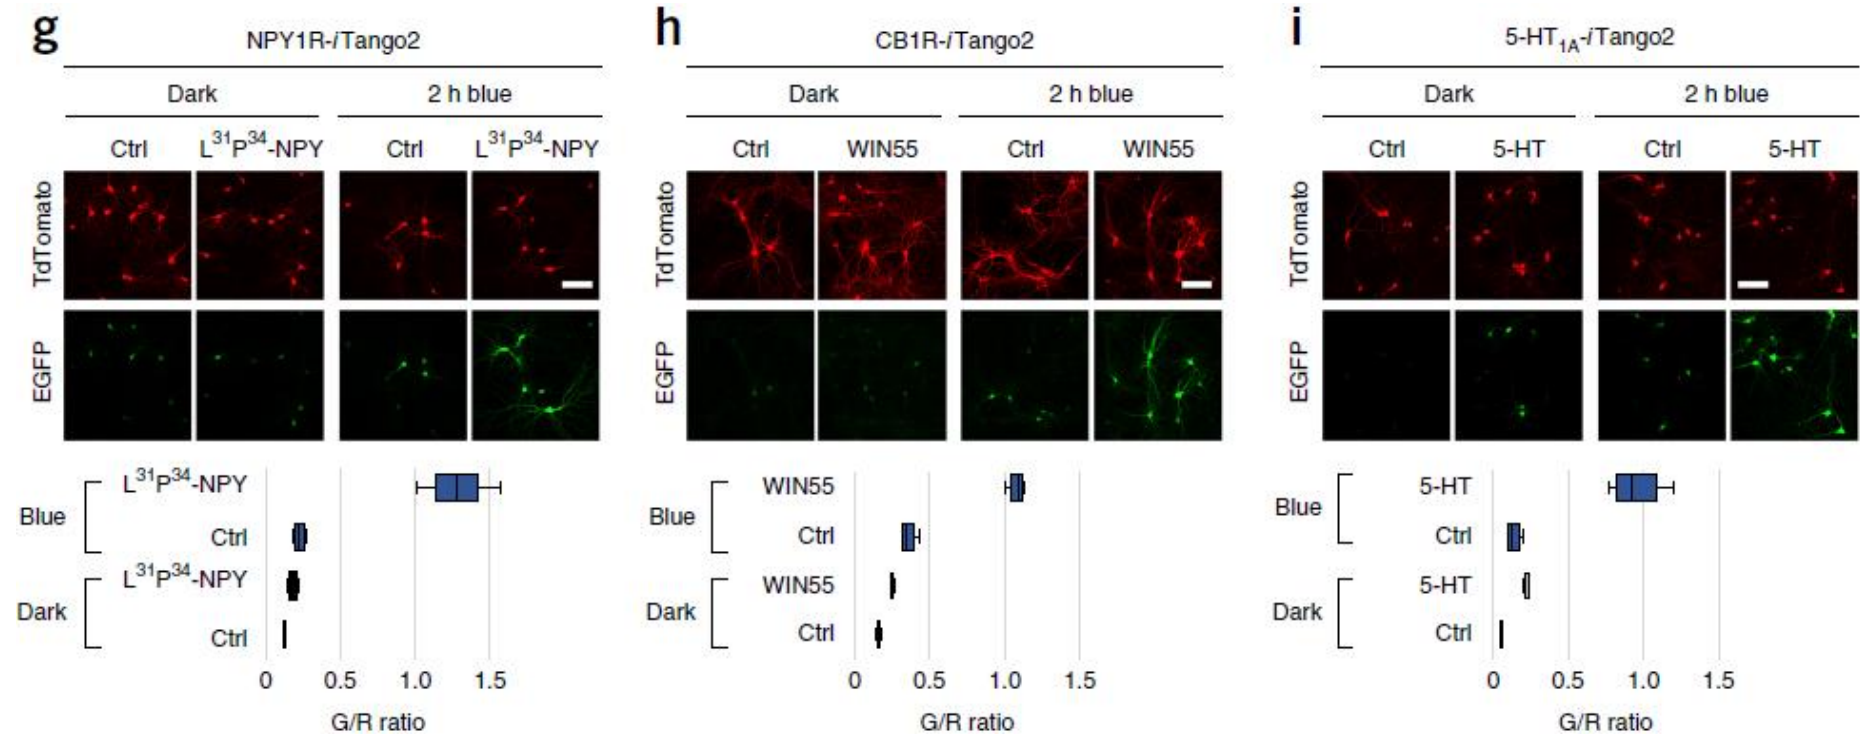 g
NPY1R-iTango2
Dark 2 h blue
Ctrl L31P34-NPY Ctrl L31P34-NPY
TdTomato
EGFP
Blue
L31P34-NPY
Ctrl
Dark
L31P34-NPY
Ctrl
0 0.5 1.0 1.5
G/R ratio
h
CB1R-iTango2
Dark 2 h blue
Ctrl WIN55 Ctrl WIN55
TdTomato
EGFP
Blue
WIN55
Ctrl
Dark
WIN55
Ctrl
0 0.5 1.0 1.5
G/R ratio
i
5-HT1A-iTango2
Dark 2 h blue
Ctrl 5-HT Ctrl 5-HT
TdTomato
EGFP
Blue
5-HT
Ctrl
Dark
5-HT
Ctrl
0 0.5 1.0 1.5
G/R ratio